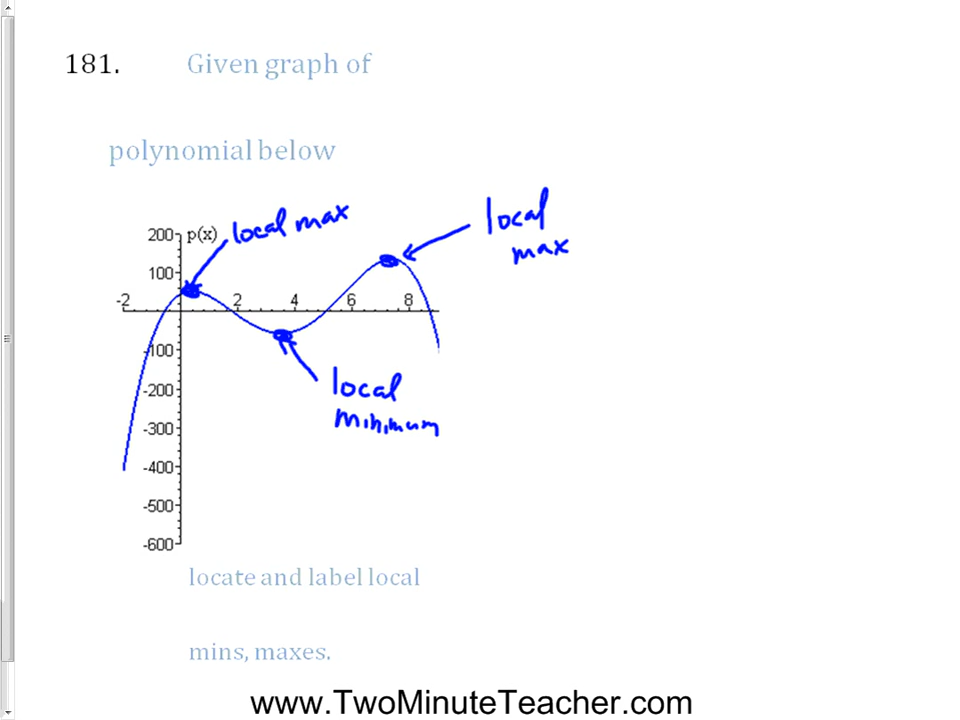 181. Given graph of
polynomial below
local max
local
max
200 p(x)
100
-2 2 4 6 8
-100
-200
local
minimum
-300
-400
-500
-600
locate and label local
mins, maxes.
www.TwoMinuteTeacher.com